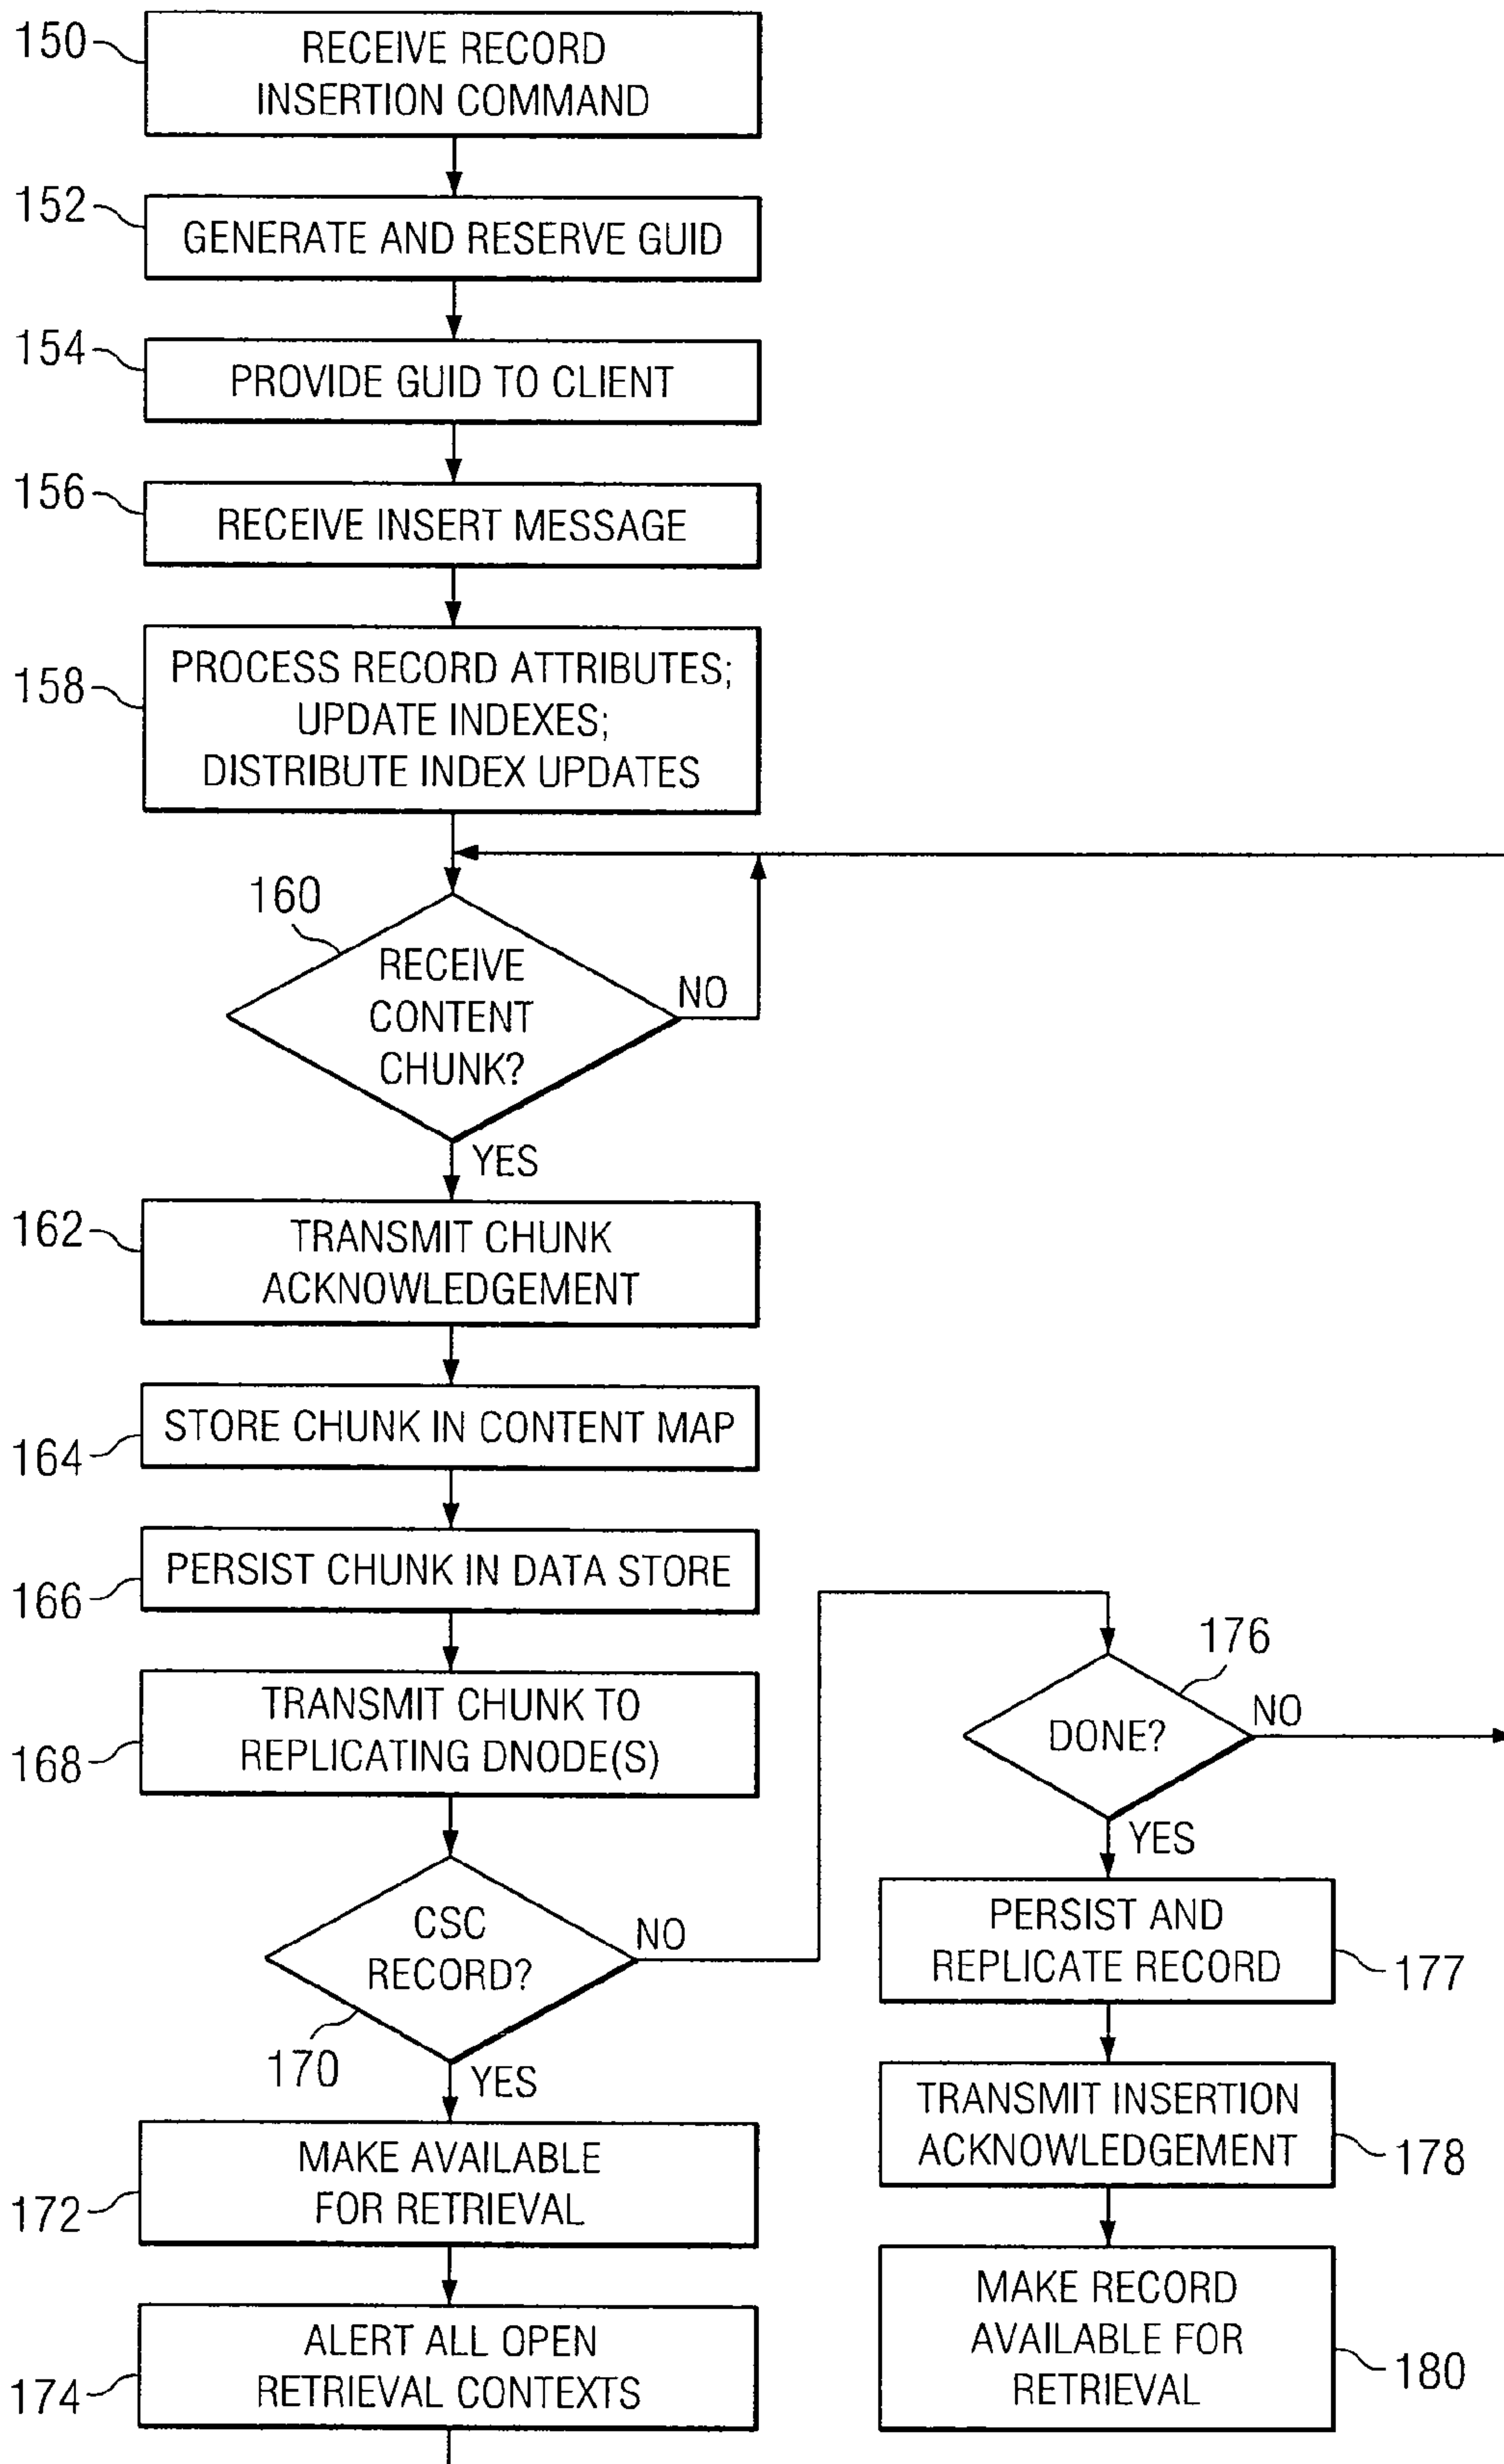 150
RECEIVE RECORD
INSERTION COMMAND
152
GENERATE AND RESERVE GUID
154
PROVIDE GUID TO CLIENT
156
RECEIVE INSERT MESSAGE
158
PROCESS RECORD ATTRIBUTES;
UPDATE INDEXES;
DISTRIBUTE INDEX UPDATES
160
RECEIVE
CONTENT
CHUNK?
NO
YES
162
TRANSMIT CHUNK
ACKNOWLEDGEMENT
164
STORE CHUNK IN CONTENT MAP
166
PERSIST CHUNK IN DATA STORE
168
TRANSMIT CHUNK TO
REPLICATING DNODE(S)
CSC
RECORD?
NO
170
YES
172
MAKE AVAILABLE
FOR RETRIEVAL
174
ALERT ALL OPEN
RETRIEVAL CONTEXTS
176
DONE?
NO
YES
PERSIST AND
REPLICATE RECORD
177
TRANSMIT INSERTION
ACKNOWLEDGEMENT
178
MAKE RECORD
AVAILABLE FOR
RETRIEVAL
180